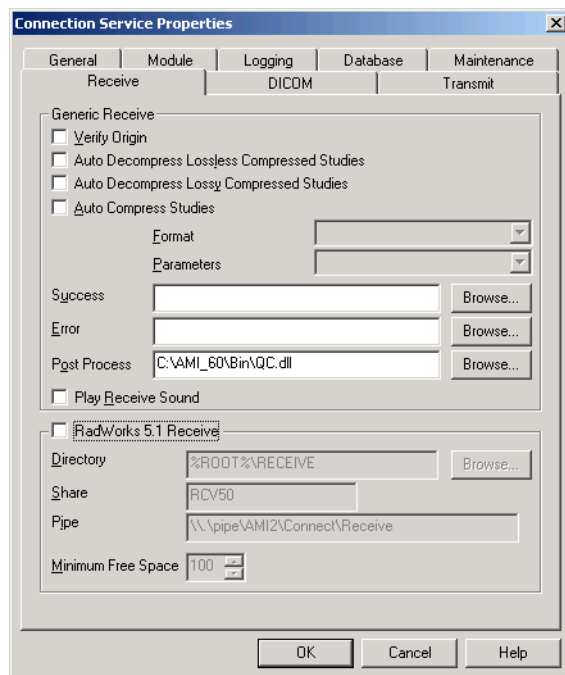 Connection Service Properties
General Module Logging Database Maintenance
Receive DICOM Transmit
Generic Receive
Verify Origin
Auto Decompress Lossless Compressed Studies
Auto Decompress Lossy Compressed Studies
Auto Compress Studies
Format
Parameters
Success Browse...
Error Browse...
Post Process C:\AMI_60\Bin\QC.dll Browse...
Play Receive Sound
RadWorks 5.1 Receive
Directory %ROOT%\RECEIVE Browse...
Share RCV50
Pipe \\.\pipe\AMI2\Connect\Receive
Minimum Free Space 100
OK Cancel Help